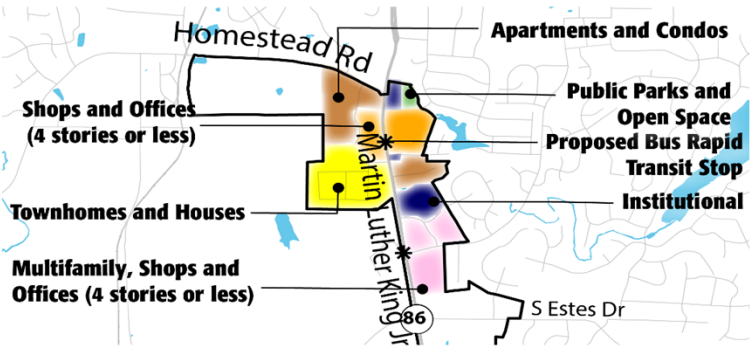 Homestead Rd
Apartments and Condos
Shops and Offices
(4 stories or less)
Public Parks and
Open Space
Proposed Bus Rapid
Transit Stop
Institutional
Townhomes and Houses
Martin Luther King Jr
Multifamily, Shops and
Offices (4 stories or less)
86
S Estes Dr